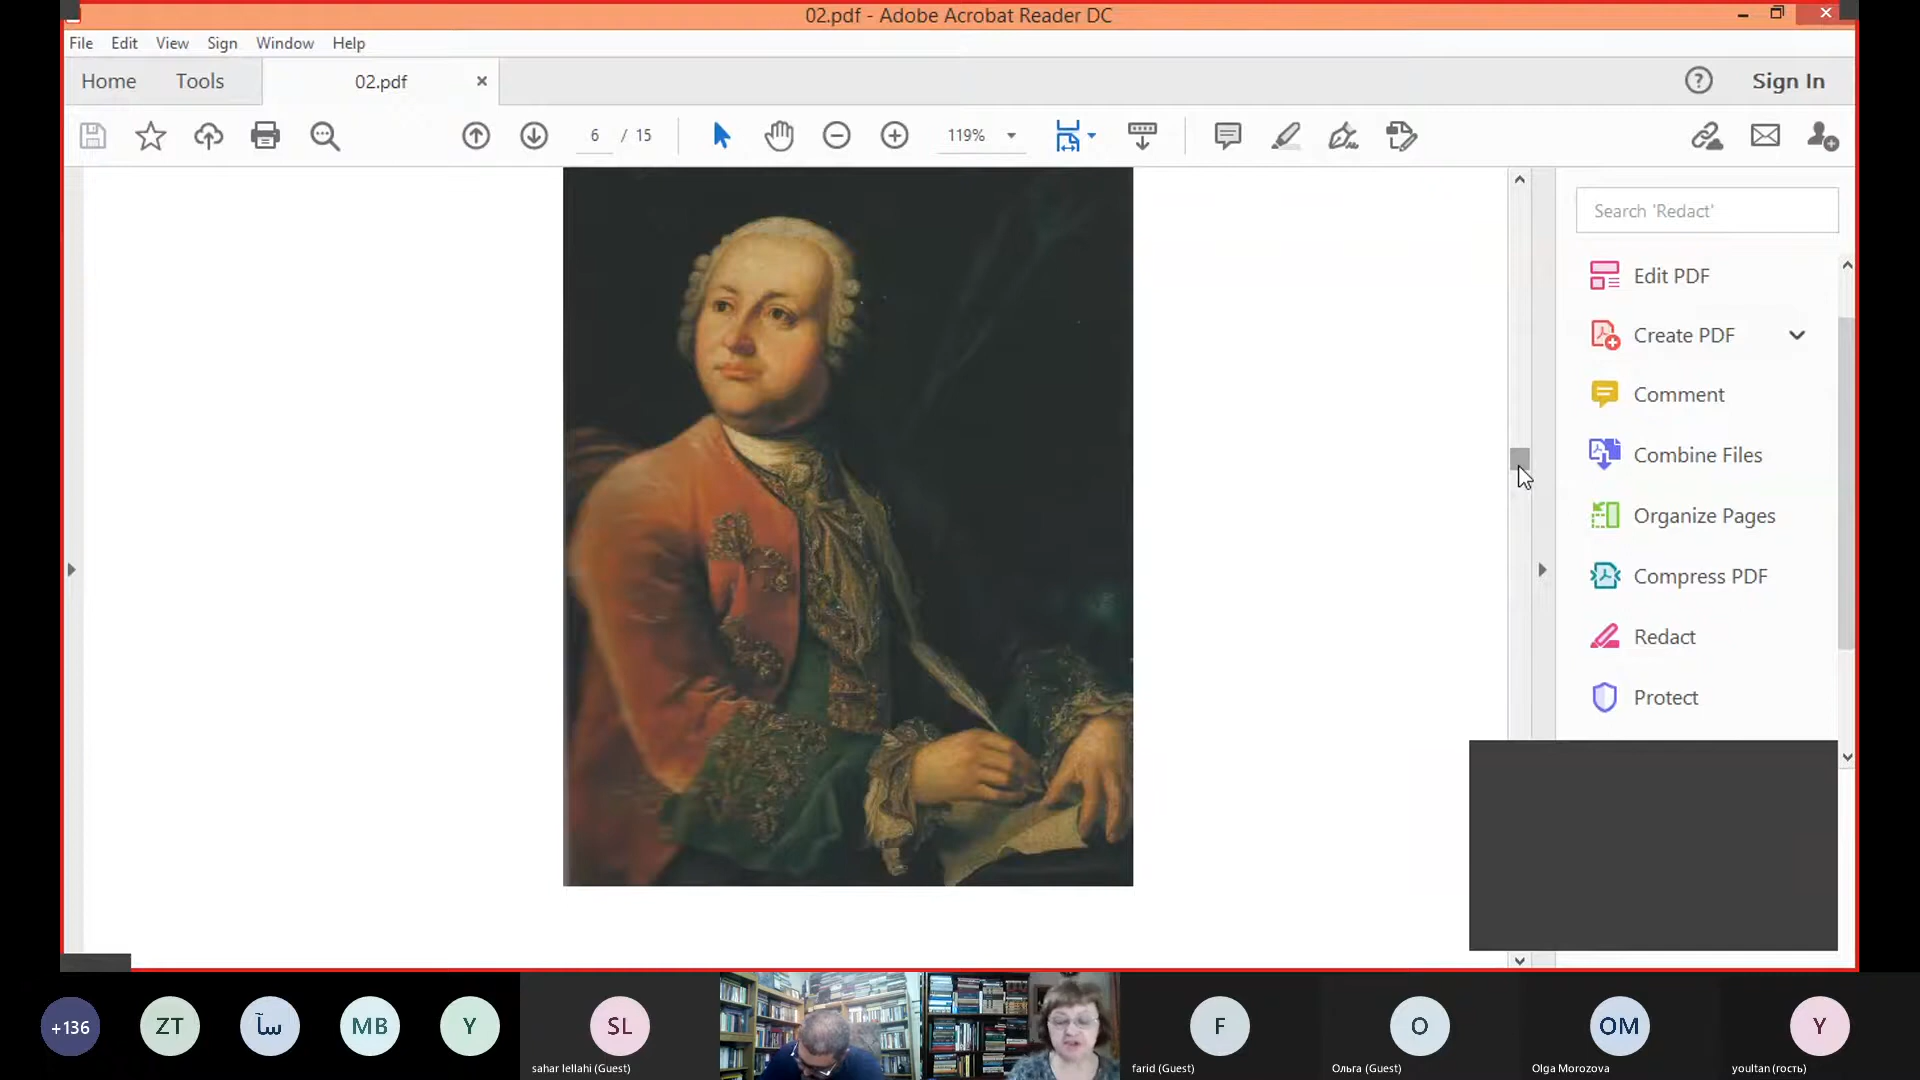 02.pdf - Adobe Acrobat Reader DC
File Edit View Sign Window Help
Home Tools 02.pdf Sign In
6 / 15 119%
Search 'Redact'
Edit PDF
Create PDF
Comment
Combine Files
Organize Pages
Compress PDF
Redact
Protect
+136 ZT سآ MB Y SL F O OM Y
sahar lellahi (Guest) farid (Guest) Ольга (Guest) Olga Morozova youltan (гость)